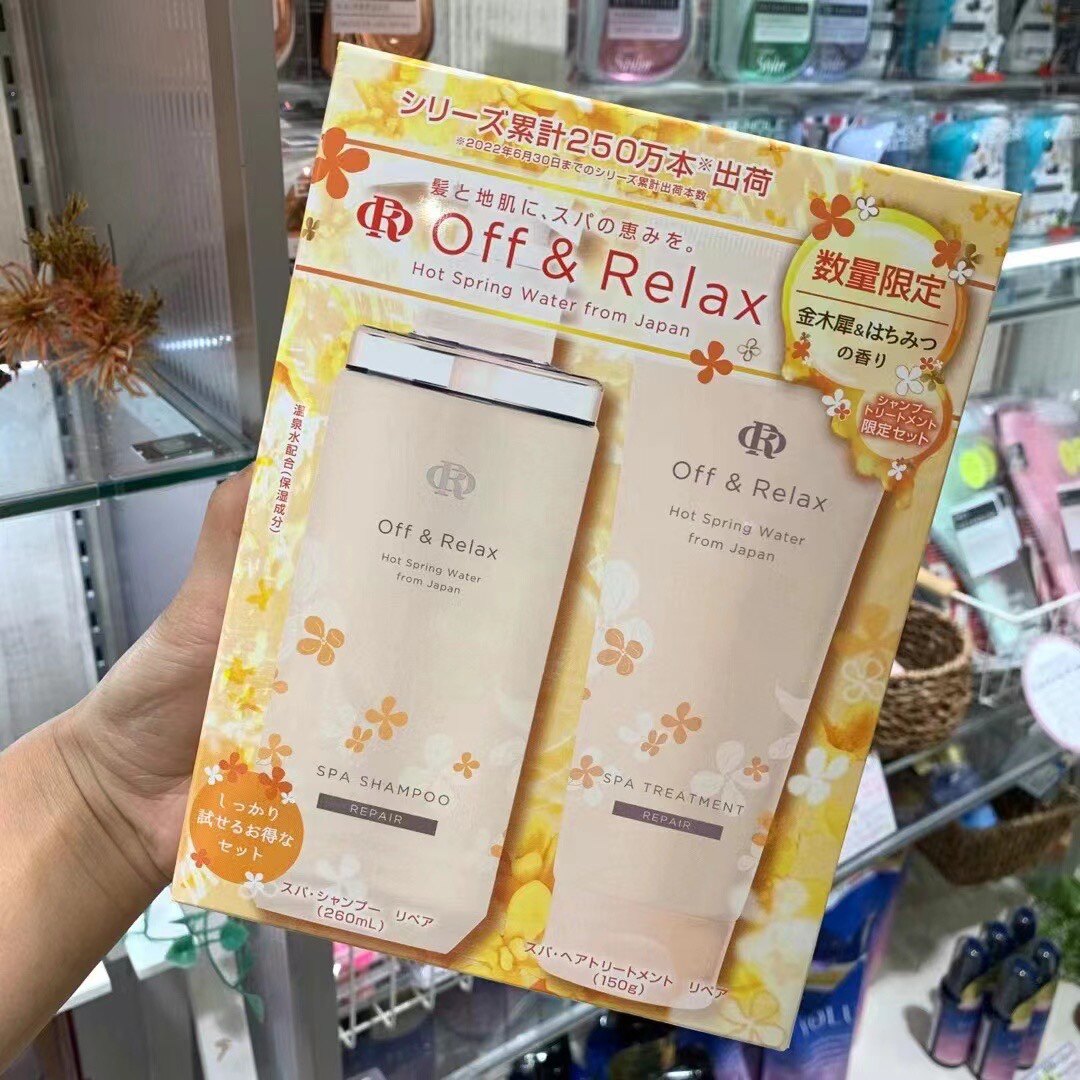 シリーズ累計250万本※出荷
※2022年6月30日までのシリーズ累計出荷本数
髪と地肌に、スパの恵みを。
Off & Relax
Hot Spring Water from Japan
数量限定
金木犀&はちみつ
の香り
シャンプー
トリートメント
限定セット
温泉水配合(保湿成分)
Off & Relax
Hot Spring Water
from Japan
SPA SHAMPOO
REPAIR
Off & Relax
Hot Spring Water
from Japan
SPA TREATMENT
REPAIR
しっかり
試せるお得な
セット
スパ・シャンプー リペア
(260mL)
スパ・ヘアトリートメント リペア
(150g)